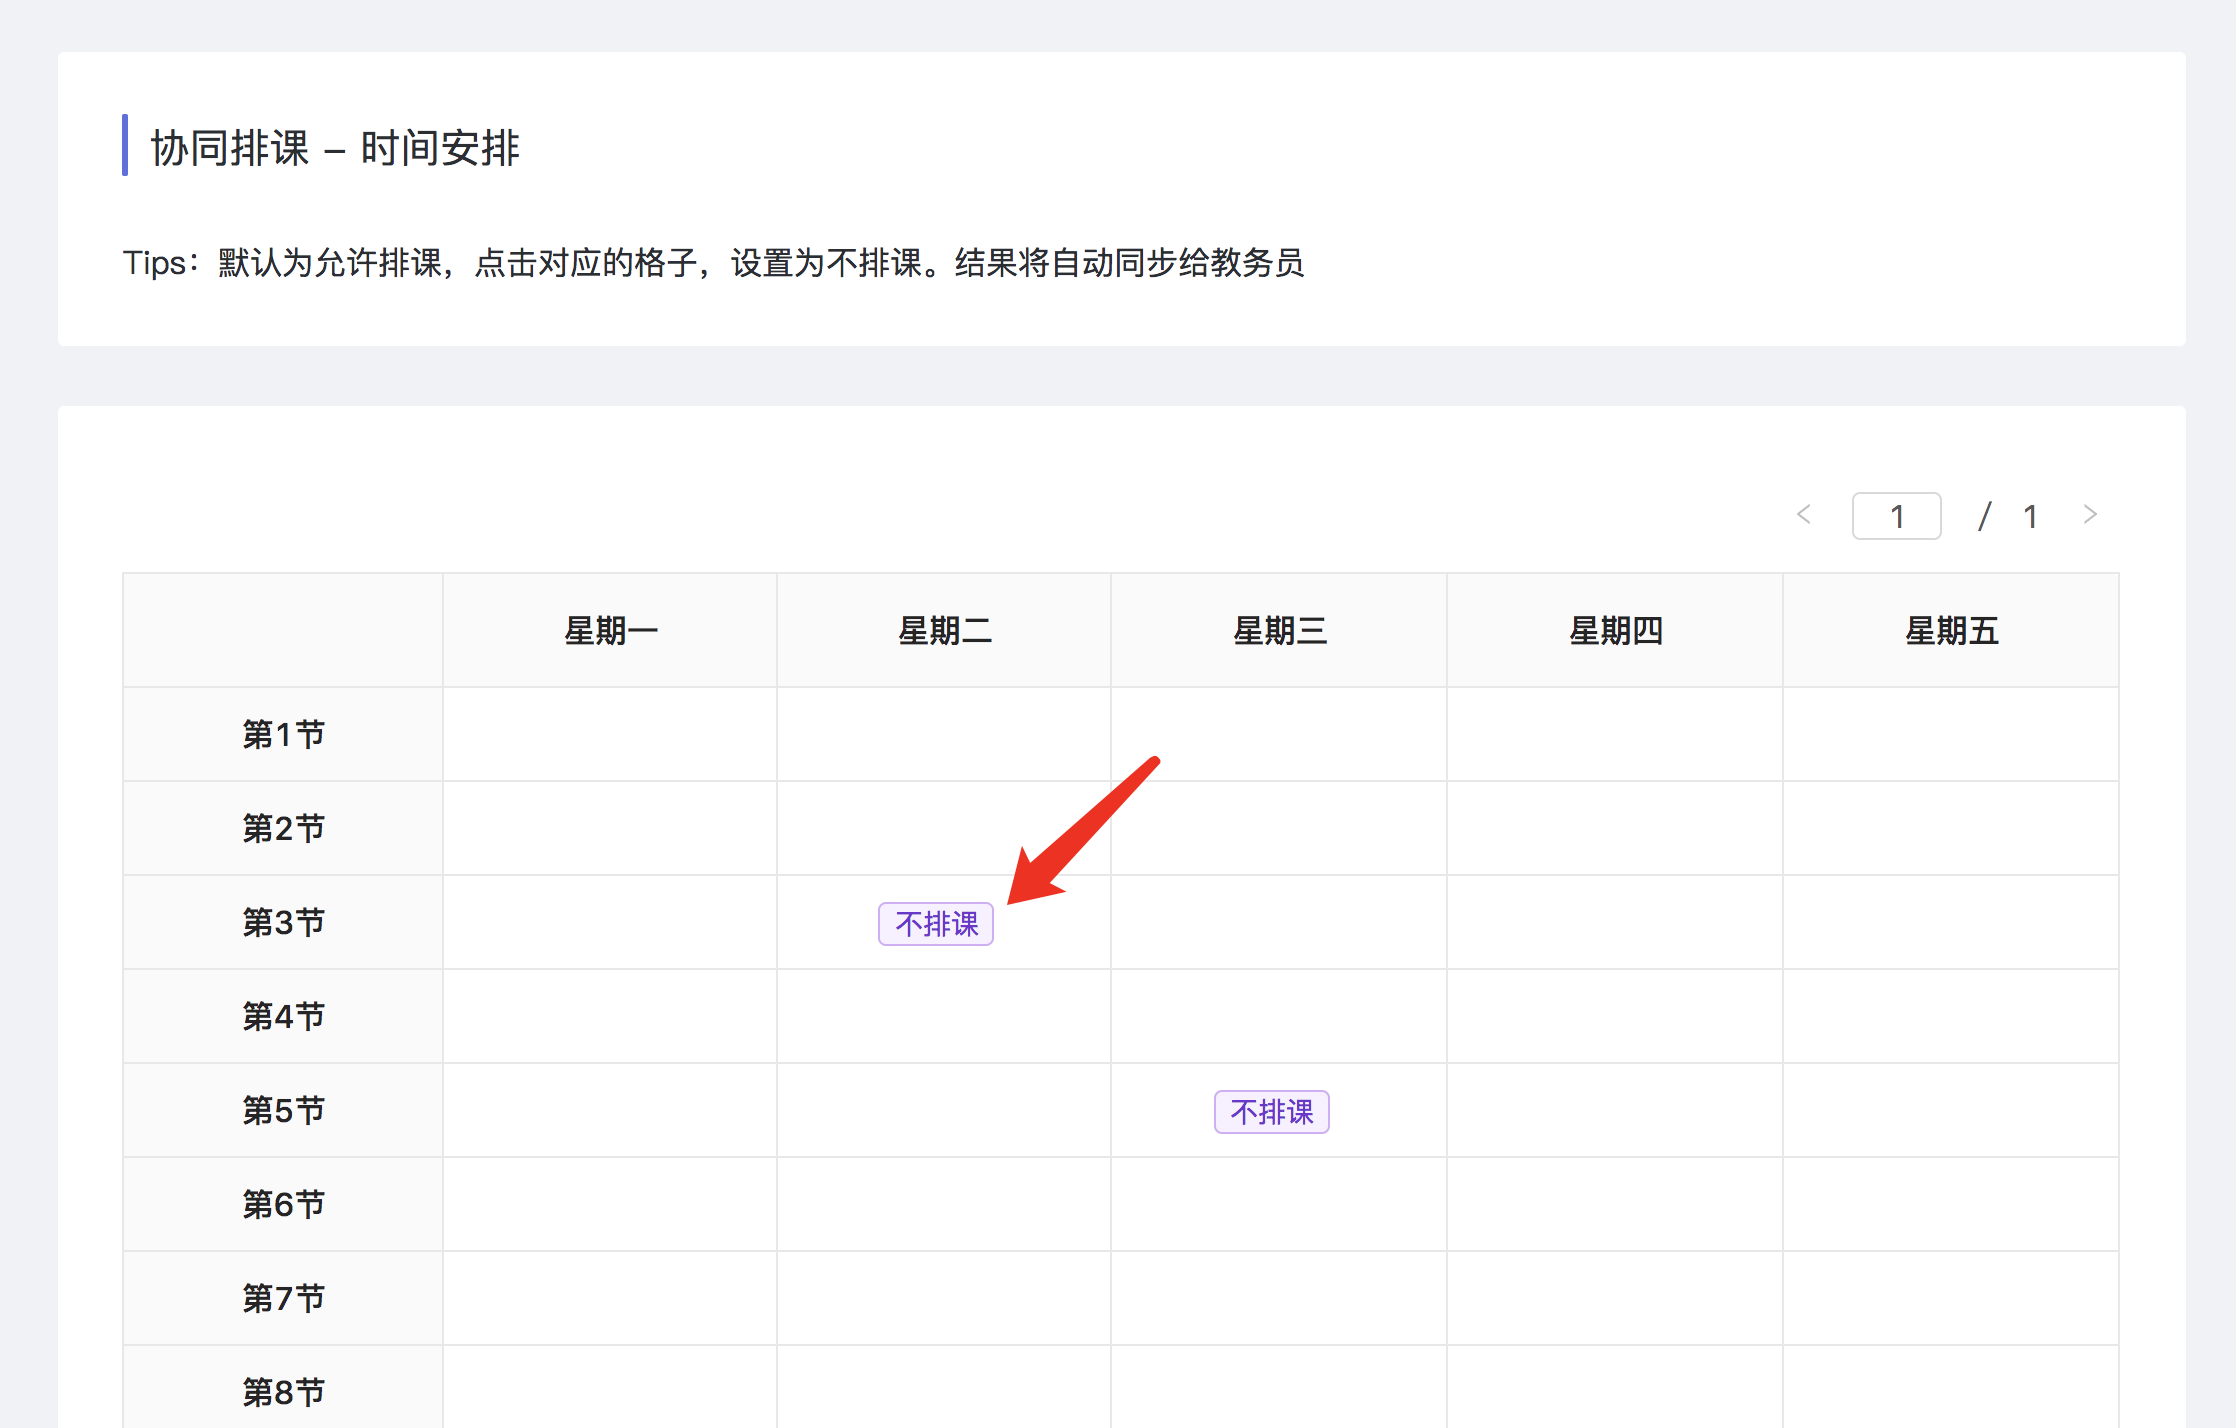 协同排课 – 时间安排
Tips：默认为允许排课，点击对应的格子，设置为不排课。结果将自动同步给教务员
< 1 / 1 >
星期一 星期二 星期三 星期四 星期五
第1节
第2节
第3节 不排课
第4节
第5节 不排课
第6节
第7节
第8节